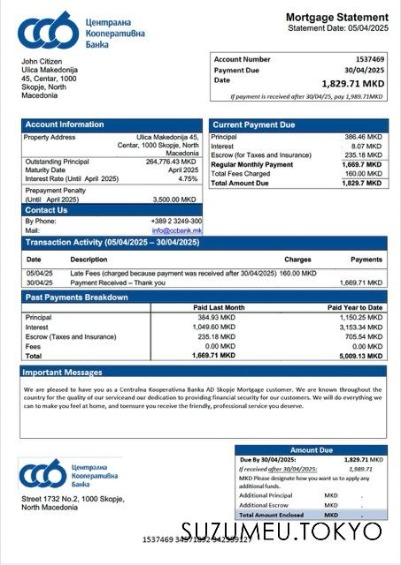 Централна
Кооперативна
Банка
Mortgage Statement
Statement Date: 05/04/2025
John Citizen
Ulica Makedonija
45, Centar, 1000
Skopje, North
Macedonia
Account Number 1537469
Payment Due 30/04/2025
Date
1,829.71 MKD
If payment is received after 30/04/25, pay 1,989.71MKD
Account Information
Property Address Ulica Makedonija 45,
Centar, 1000 Skopje, North
Macedonia
Outstanding Principal 264,776.43 MKD
Maturity Date April 2025
Interest Rate (Until April 2025) 4.75%
Prepayment Penalty
(Until April 2025) 3,500.00 MKD
Contact Us
By Phone: +389 2 3249-300
Mail: info@ccbank.mk
Current Payment Due
Principal 386.46 MKD
Interest 8.07 MKD
Escrow (for Taxes and Insurance) 235.18 MKD
Regular Monthly Payment 1,669.7 MKD
Total Fees Charged 160.00 MKD
Total Amount Due 1,829.7 MKD
Transaction Activity (05/04/2025 – 30/04/2025)
Date Description Charges Payments
05/04/25 Late Fees (charged because payment was received after 30/04/2025) 160.00 MKD
30/04/25 Payment Received – Thank you 1,669.71 MKD
Past Payments Breakdown
Paid Last Month Paid Year to Date
Principal 384.93 MKD 1,150.25 MKD
Interest 1,049.60 MKD 3,153.34 MKD
Escrow (Taxes and Insurance) 235.18 MKD 705.54 MKD
Fees 0.00 MKD 0.00 MKD
Total 1,669.71 MKD 5,009.13 MKD
Important Messages
We are pleased to have you as a Centralna Kooperativna Banka AD Skopje Mortgage customer. We are known throughout the
country for the quality of our serviceand our dedication to providing financial security for our customers. We will do everything we
can to make you feel at home, and toensure you receive the friendly, professional service you deserve.
Централна
Кооперативна
Банка
Street 1732 No.2, 1000 Skopje,
North Macedonia
Amount Due
Due By 30/04/2025: 1,829.71 MKD
If received after 30/04/2025: 1,989.71
MKD Please designate how you want us to apply any
additional funds.
Additional Principal MKD .
Additional Escrow MKD .
Total Amount Enclosed MKD .
SUZUMEU.TOKYO
1537469